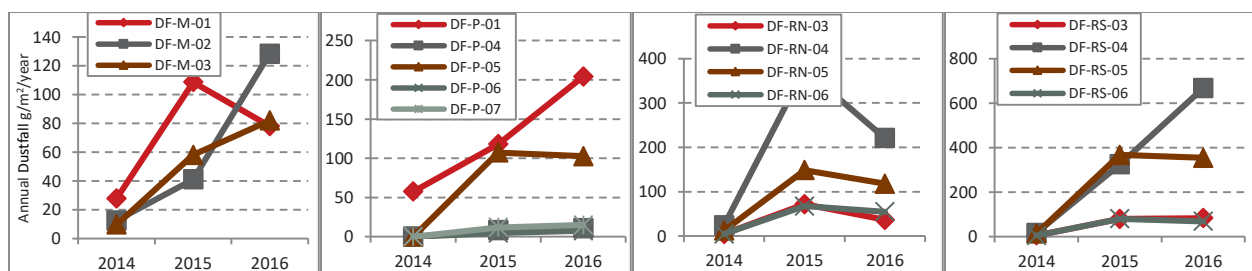 Annual Dustfall g/m²/year
DF-M-01
DF-M-02
DF-M-03
140
120
100
80
60
40
20
0
2014 2015 2016
DF-P-01
DF-P-04
DF-P-05
DF-P-06
DF-P-07
250
200
150
100
50
0
2014 2015 2016
DF-RN-03
DF-RN-04
DF-RN-05
DF-RN-06
400
300
200
100
0
2014 2015 2016
DF-RS-03
DF-RS-04
DF-RS-05
DF-RS-06
800
600
400
200
0
2014 2015 2016